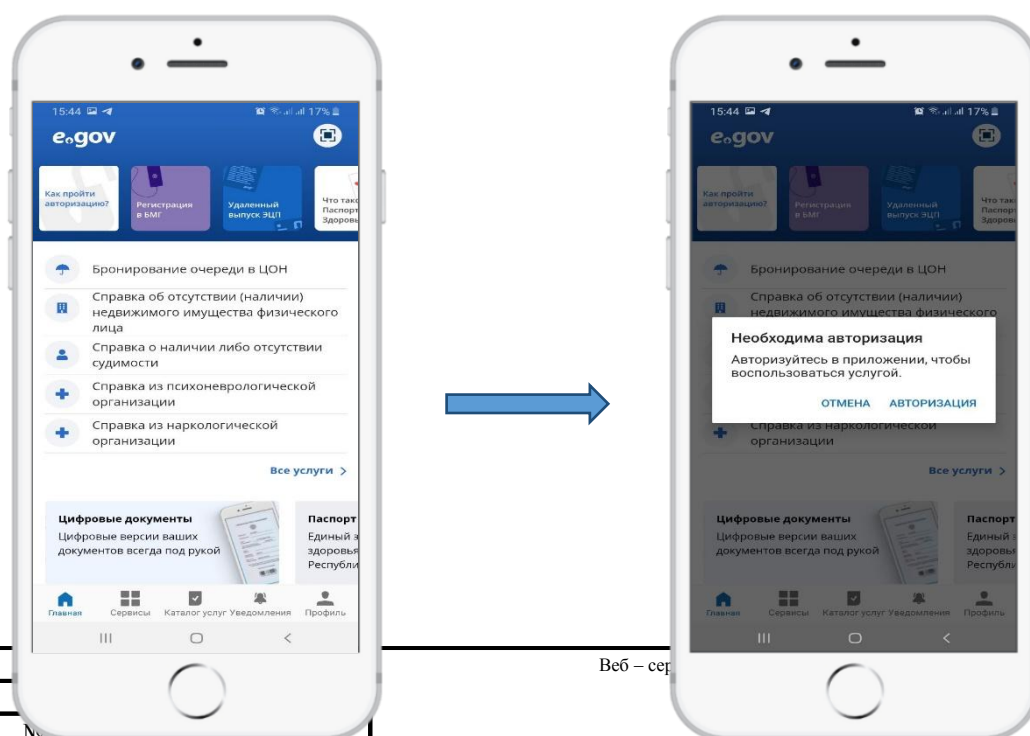 15:44 17%
e.gov
Как пройти
авторизацию?
Регистрация
в БМГ
Удаленный
выпуск ЭЦП
Что так
Паспорт
Здоровь
Бронирование очереди в ЦОН
Справка об отсутствии (наличии)
недвижимого имущества физического
лица
Справка о наличии либо отсутствии
судимости
Справка из психоневрологической
организации
Справка из наркологической
организации
Все услуги >
Цифровые документы
Цифровые версии ваших
документов всегда под рукой
Паспорт
Единый з
здоровья
Республи
Главная Сервисы Каталог услуг Уведомления Профиль
15:44 17%
e.gov
Как пройти
авторизацию?
Регистрация
в БМГ
Удаленный
выпуск ЭЦП
Что так
Паспорт
Здоровь
Бронирование очереди в ЦОН
Справка об отсутствии (наличии)
недвижимого имущества физического
Необходима авторизация
Авторизуйтесь в приложении, чтобы
воспользоваться услугой.
ОТМЕНА АВТОРИЗАЦИЯ
Справка из наркологической
организации
Все услуги >
Цифровые документы
Цифровые версии ваших
документов всегда под рукой
Паспорт
Единый з
здоровья
Республи
Главная Сервисы Каталог услуг Уведомления Профиль
Веб – сер